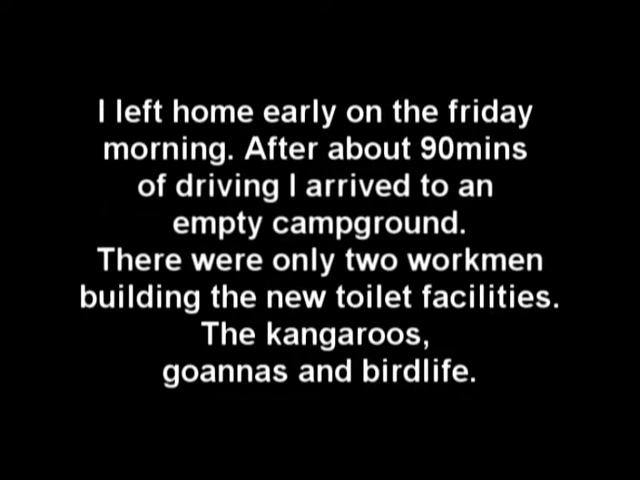 I left home early on the friday
morning. After about 90mins
of driving I arrived to an
empty campground.
There were only two workmen
building the new toilet facilities.
The kangaroos,
goannas and birdlife.